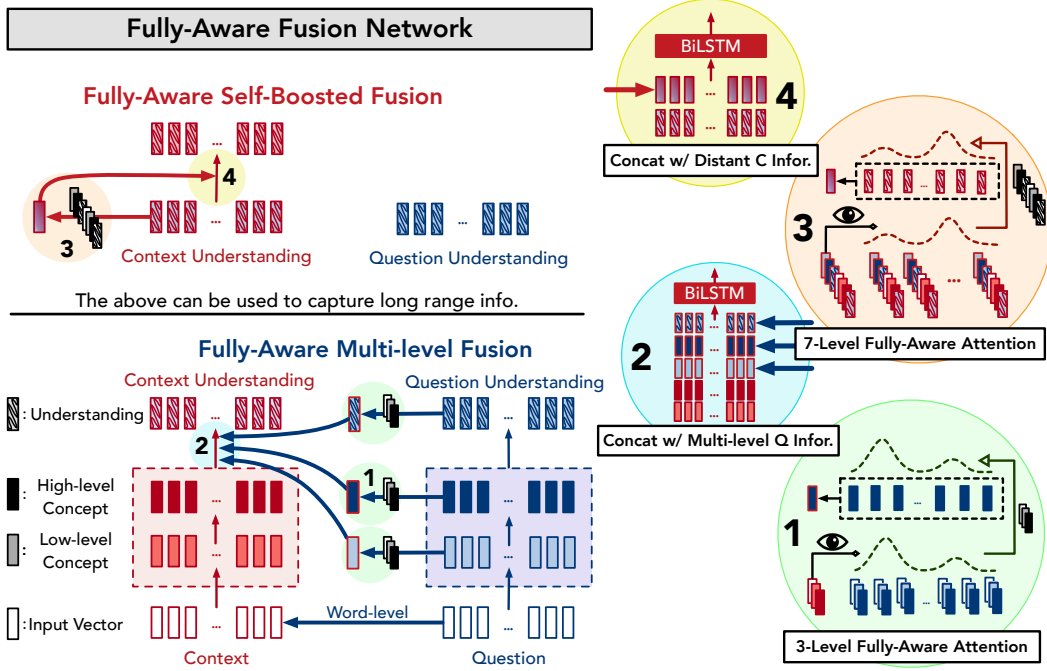 Fully-Aware Fusion Network
Fully-Aware Self-Boosted Fusion
...
4
3
...
...
Context Understanding
Question Understanding
The above can be used to capture long range info.
Fully-Aware Multi-level Fusion
Context Understanding
Question Understanding
: Understanding
...
...
2
1
: High-level
Concept
...
...
: Low-level
Concept
...
...
: Input Vector
...
Word-level
...
Context
Question
BiLSTM
...
4
...
Concat w/ Distant C Infor.
...
3
...
7-Level Fully-Aware Attention
BiLSTM
...
2
...
...
...
...
Concat w/ Multi-level Q Infor.
...
1
...
3-Level Fully-Aware Attention